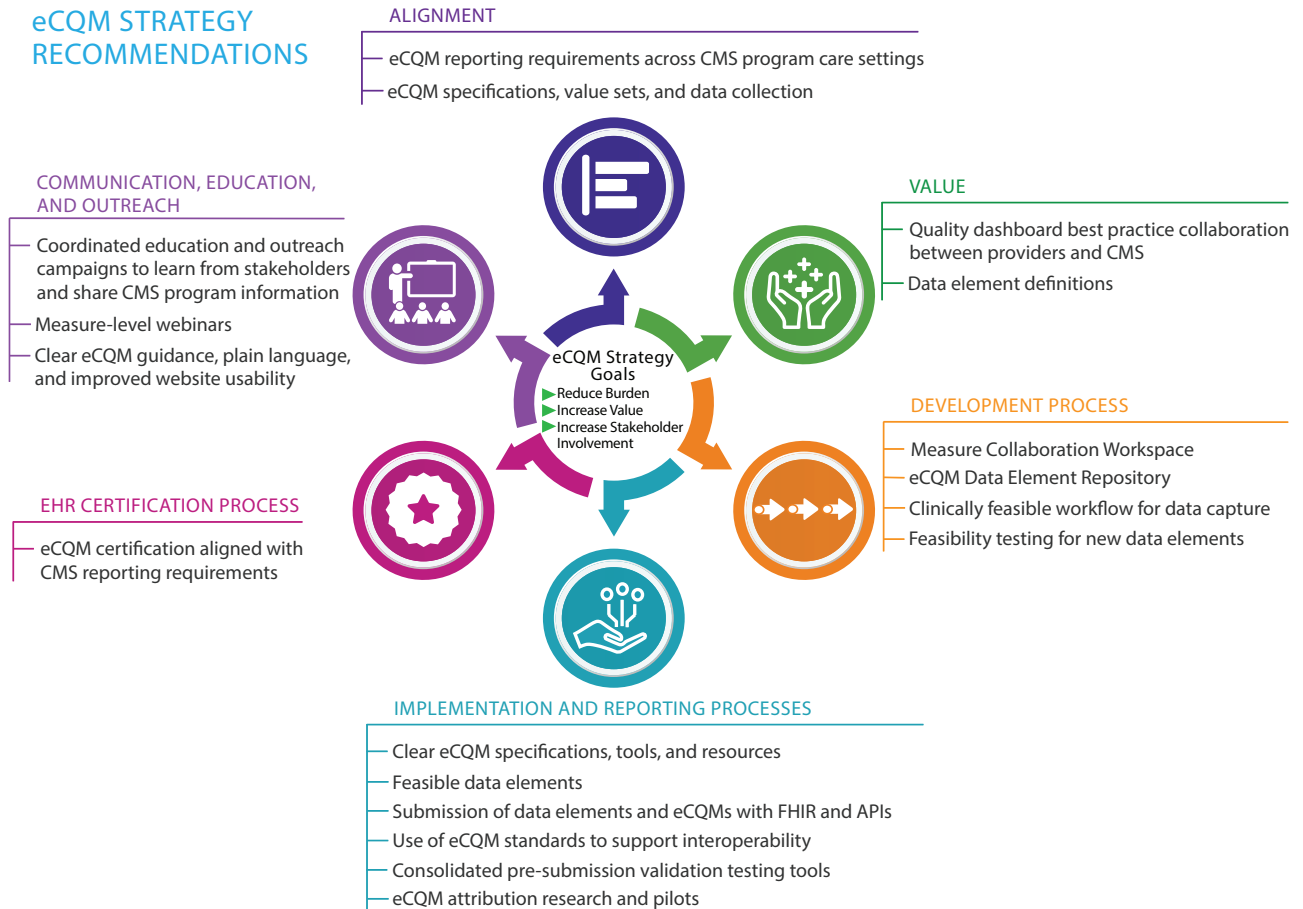 eCQM STRATEGY
RECOMMENDATIONS
ALIGNMENT
eCQM reporting requirements across CMS program care settings
eCQM specifications, value sets, and data collection
COMMUNICATION, EDUCATION,
AND OUTREACH
Coordinated education and outreach
campaigns to learn from stakeholders
and share CMS program information
Measure-level webinars
Clear eCQM guidance, plain language,
and improved website usability
VALUE
Quality dashboard best practice collaboration
between providers and CMS
Data element definitions
eCQM Strategy
Goals
Reduce Burden
Increase Value
Increase Stakeholder
Involvement
DEVELOPMENT PROCESS
Measure Collaboration Workspace
eCQM Data Element Repository
Clinically feasible workflow for data capture
Feasibility testing for new data elements
EHR CERTIFICATION PROCESS
eCQM certification aligned with
CMS reporting requirements
IMPLEMENTATION AND REPORTING PROCESSES
Clear eCQM specifications, tools, and resources
Feasible data elements
Submission of data elements and eCQMs with FHIR and APIs
Use of eCQM standards to support interoperability
Consolidated pre-submission validation testing tools
eCQM attribution research and pilots